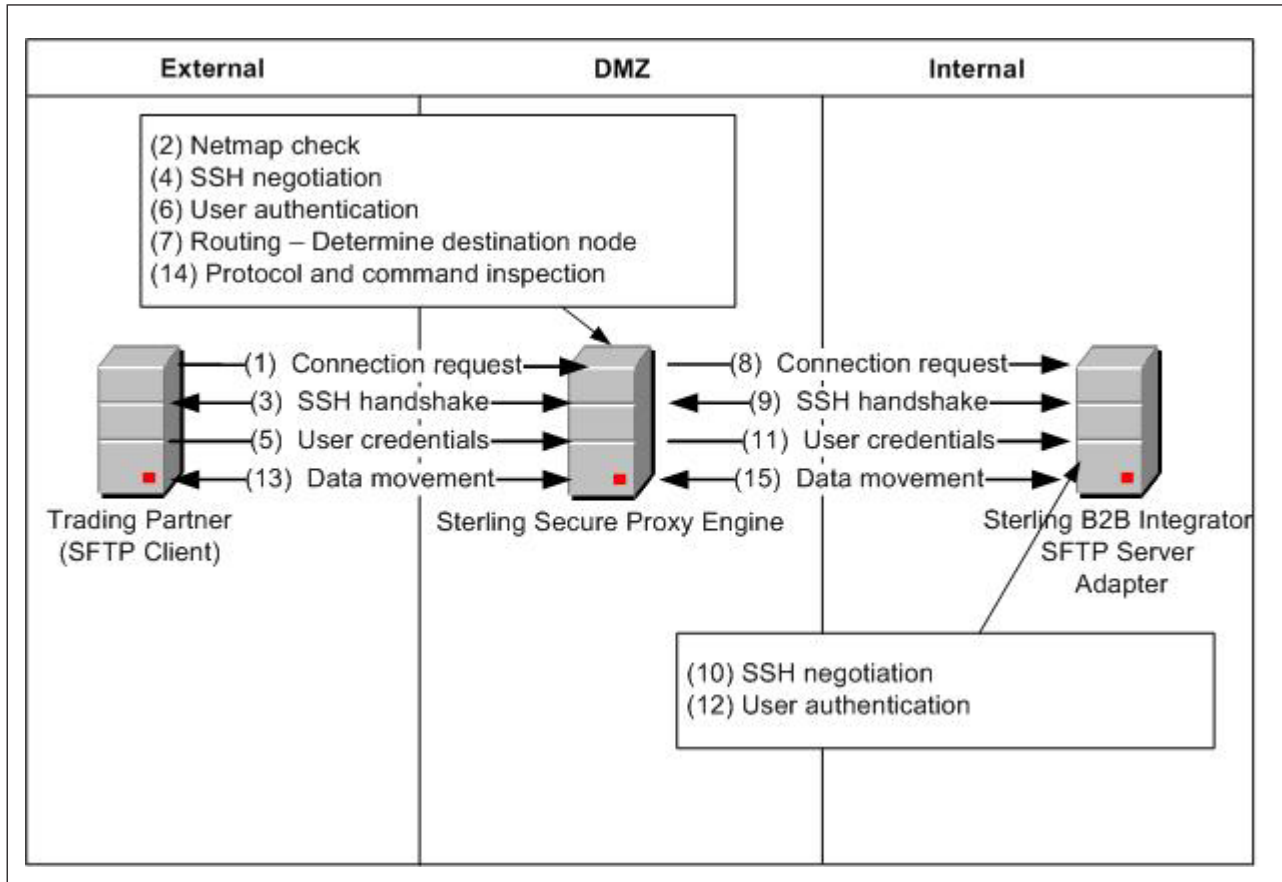 External
DMZ
Internal
(2) Netmap check
(4) SSH negotiation
(6) User authentication
(7) Routing – Determine destination node
(14) Protocol and command inspection
(1) Connection request
(8) Connection request
(3) SSH handshake
(9) SSH handshake
(5) User credentials
(11) User credentials
(13) Data movement
(15) Data movement
Trading Partner
(SFTP Client)
Sterling Secure Proxy Engine
Sterling B2B Integrator
SFTP Server
Adapter
(10) SSH negotiation
(12) User authentication